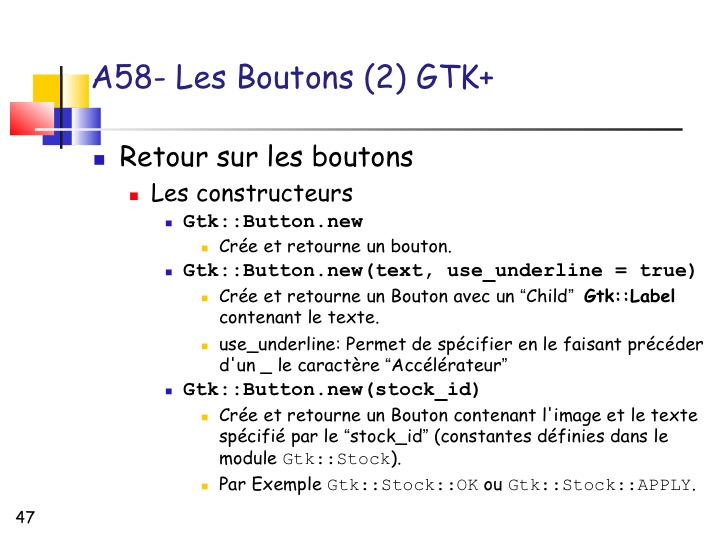 A58- Les Boutons (2) GTK+
Retour sur les boutons
Les constructeurs
Gtk::Button.new
Crée et retourne un bouton.
Gtk::Button.new(text, use_underline = true)
Crée et retourne un Bouton avec un “Child” Gtk::Label
contenant le texte.
use_underline: Permet de spécifier en le faisant précéder
d'un _ le caractère “Accélérateur”
Gtk::Button.new(stock_id)
Crée et retourne un Bouton contenant l'image et le texte
spécifié par le “stock_id” (constantes définies dans le
module Gtk::Stock).
Par Exemple Gtk::Stock::OK ou Gtk::Stock::APPLY.
47